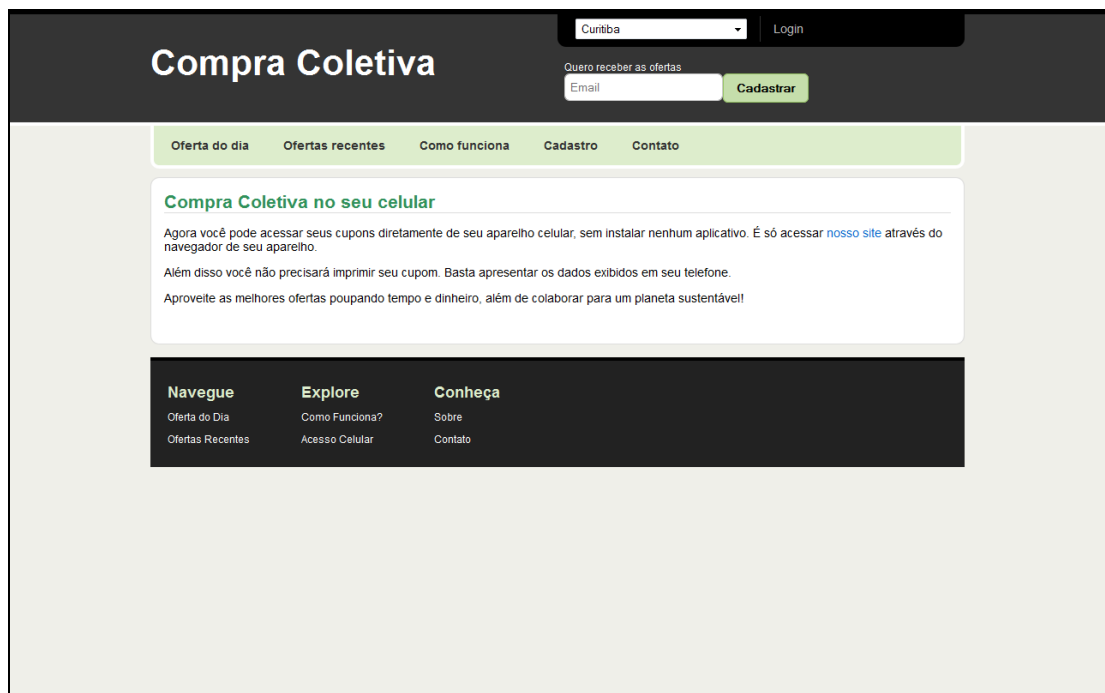 Curitiba
Login
Compra Coletiva
Quero receber as ofertas
Email
Cadastrar
Oferta do dia
Ofertas recentes
Como funciona
Cadastro
Contato
Compra Coletiva no seu celular
Agora você pode acessar seus cupons diretamente de seu aparelho celular, sem instalar nenhum aplicativo. É só acessar nosso site através do
navegador de seu aparelho.
Além disso você não precisará imprimir seu cupom. Basta apresentar os dados exibidos em seu telefone.
Aproveite as melhores ofertas poupando tempo e dinheiro, além de colaborar para um planeta sustentável!
Navegue
Oferta do Dia
Ofertas Recentes
Explore
Como Funciona?
Acesso Celular
Conheça
Sobre
Contato